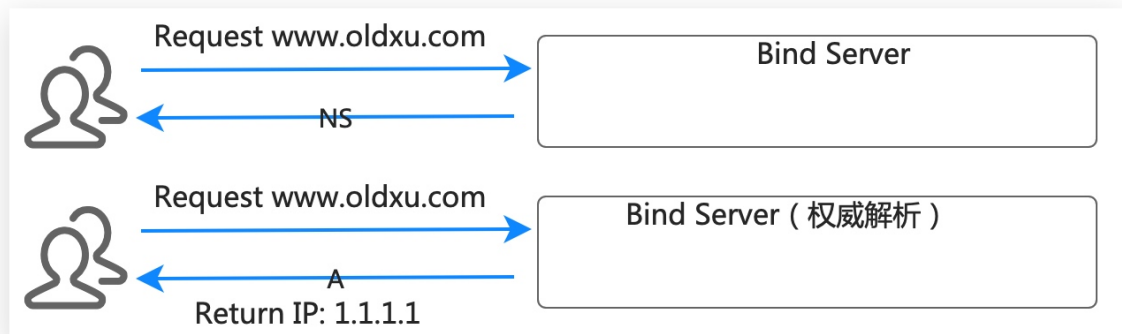 Request www.oldxu.com
Bind Server
NS
Request www.oldxu.com
Bind Server（权威解析）
A
Return IP: 1.1.1.1